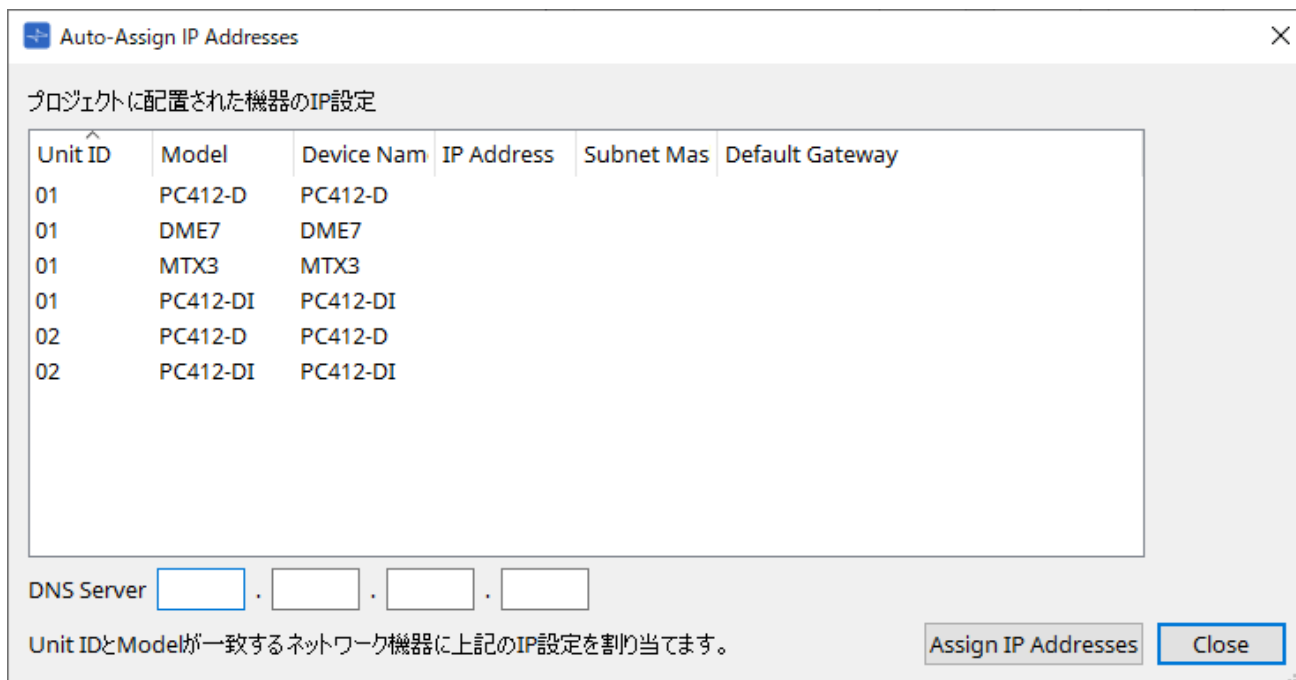 Auto-Assign IP Addresses
プロジェクトに配置された機器のIP設定
Unit ID Model Device Nam IP Address Subnet Mas Default Gateway
01 PC412-D PC412-D
01 DME7 DME7
01 MTX3 MTX3
01 PC412-DI PC412-DI
02 PC412-D PC412-D
02 PC412-DI PC412-DI
DNS Server . . .
Unit IDとModelが一致するネットワーク機器に上記のIP設定を割り当てます。 Assign IP Addresses Close